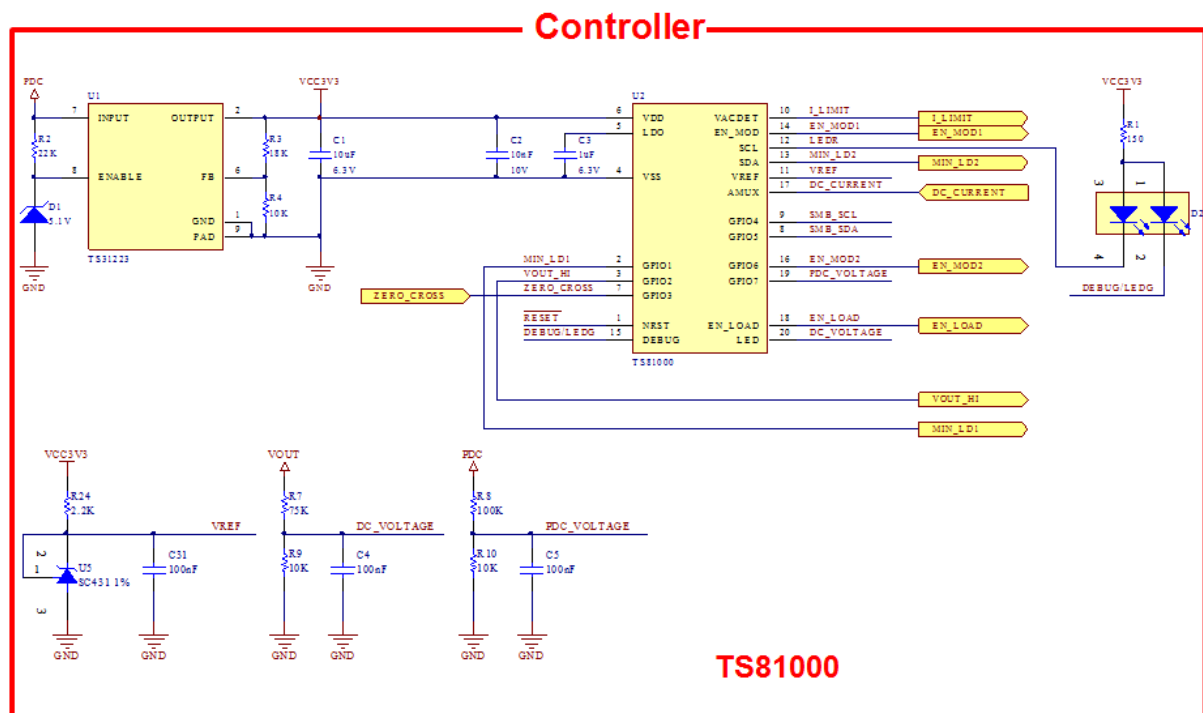 Controller
PDC
U1
7 INPUT OUTPUT 2
R2
22K
8 ENABLE FB 6
D1
5.1V
GND 1
PAD 9
TS31223
GND
VCC3V3
R3
18K
R4
10K
C1
10uF
6.3V
GND
C2
10nF
10V
C3
1uF
6.3V
U2
6 VDD VACDET 10 I_LIMIT I_LIMIT
5 LDO EN_MOD 14 EN_MOD1 EN_MOD1
SCL 12 LEDR
SDA 13 MIN_LD2 MIN_LD2
4 VSS VREF 11 VREF
AMUX 17 DC_CURRENT DC_CURRENT
GPIO4 9 SMB_SCL
GPIO5 8 SMB_SDA
MIN_LD1 2 GPIO1 GPIO6 16 EN_MOD2 EN_MOD2
VOUT_HI 3 GPIO2 GPIO7 19 PDC_VOLTAGE
ZERO_CROSS ZERO_CROSS 7 GPIO3
RESET 1 NRST EN_LOAD 18 EN_LOAD EN_LOAD
DEBUG/LEDG 15 DEBUG LED 20 DC_VOLTAGE
TS81000
VOUT_HI
MIN_LD1
VCC3V3
R1
150
3 1
D2
4 2
DEBUG/LEDG
VCC3V3
R24
2.2K
VREF
2
1
U5
SC431 1%
3
C31
100nF
GND GND
VOUT
R7
75K
DC_VOLTAGE
R9
10K
C4
100nF
GND GND
PDC
R8
100K
PDC_VOLTAGE
R10
10K
C5
100nF
GND GND
TS81000